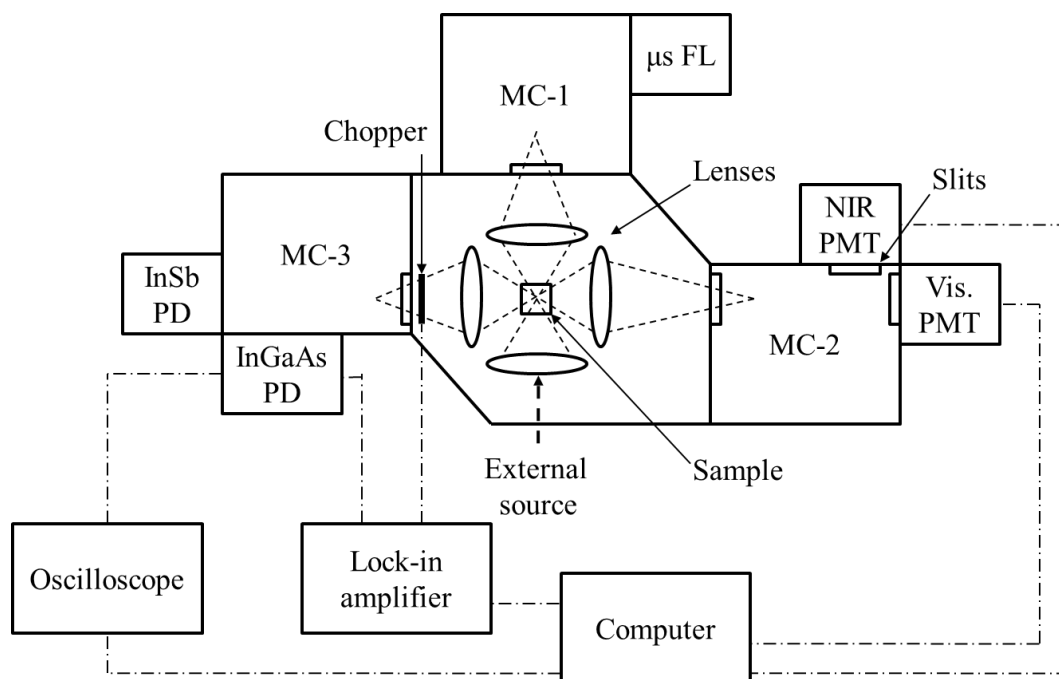 MC-1
μs FL
Chopper
Lenses
Slits
MC-3
NIR
PMT
InSb
PD
Vis.
PMT
MC-2
InGaAs
PD
External
source
Sample
Oscilloscope
Lock-in
amplifier
Computer